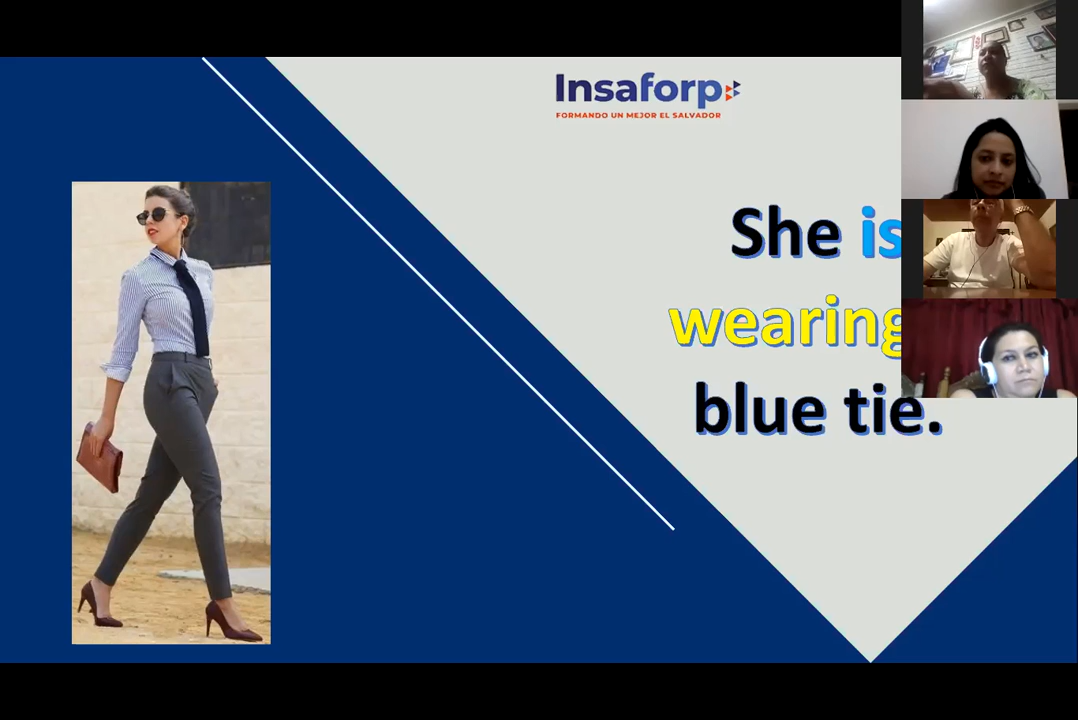 Insaforp
FORMANDO UN MEJOR EL SALVADOR
She is
wearing
blue tie.